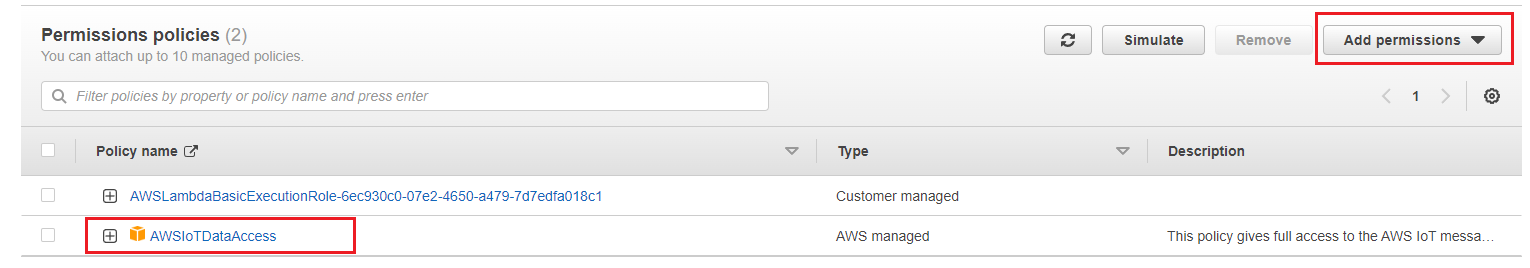 Permissions policies (2)
You can attach up to 10 managed policies.
Simulate
Remove
Add permissions
Filter policies by property or policy name and press enter
1
Policy name Type Description
AWSLambdaBasicExecutionRole-6ec930c0-07e2-4650-a479-7d7edfa018c1 Customer managed
AWSIoTDataAccess AWS managed This policy gives full access to the AWS IoT messa…